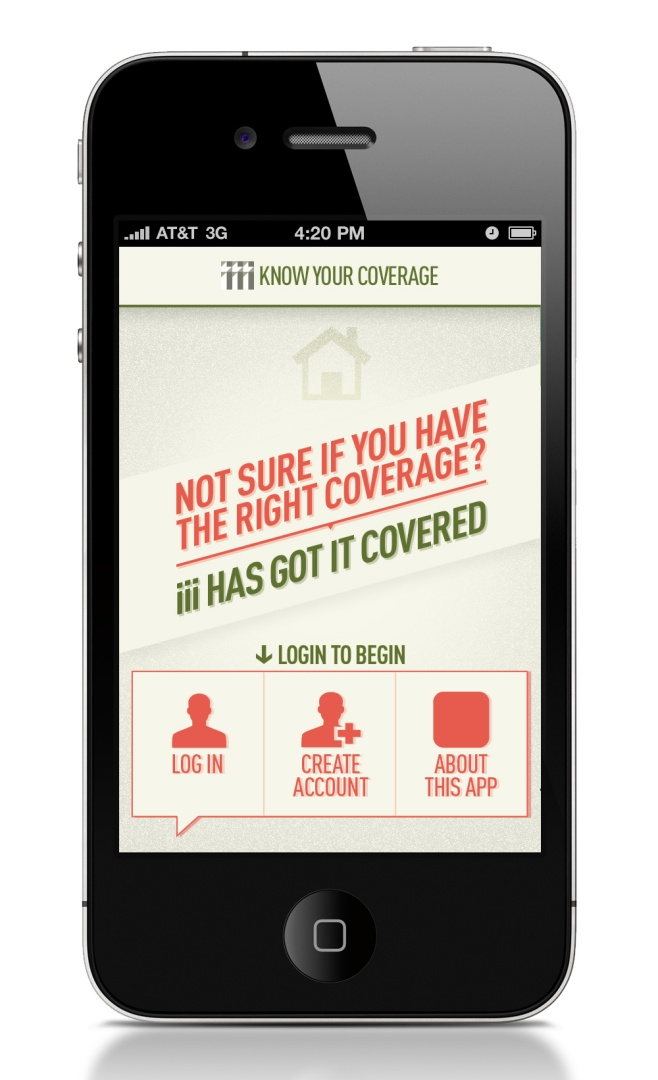 AT&T 3G 4:20 PM
iii KNOW YOUR COVERAGE
NOT SURE IF YOU HAVE
THE RIGHT COVERAGE?
iii HAS GOT IT COVERED
LOGIN TO BEGIN
LOG IN
CREATE
ACCOUNT
ABOUT
THIS APP